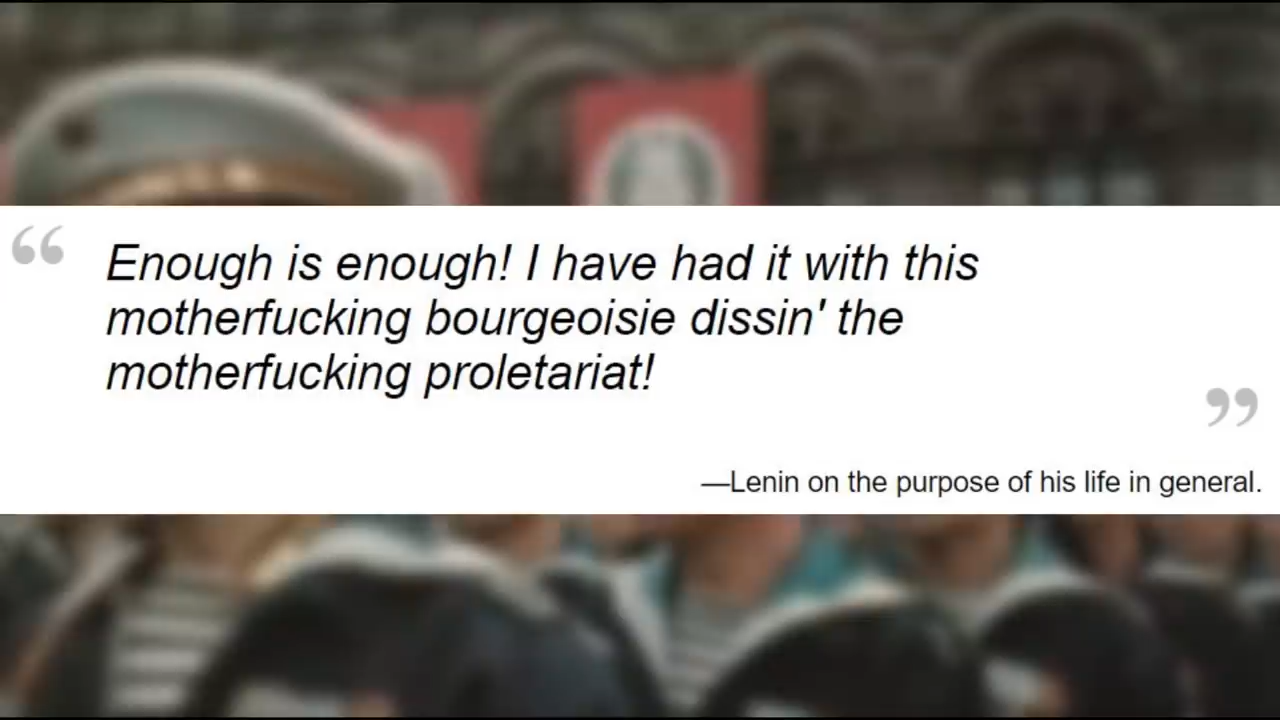 “
Enough is enough! I have had it with this
motherfucking bourgeoisie dissin' the
motherfucking proletariat!
”
—Lenin on the purpose of his life in general.